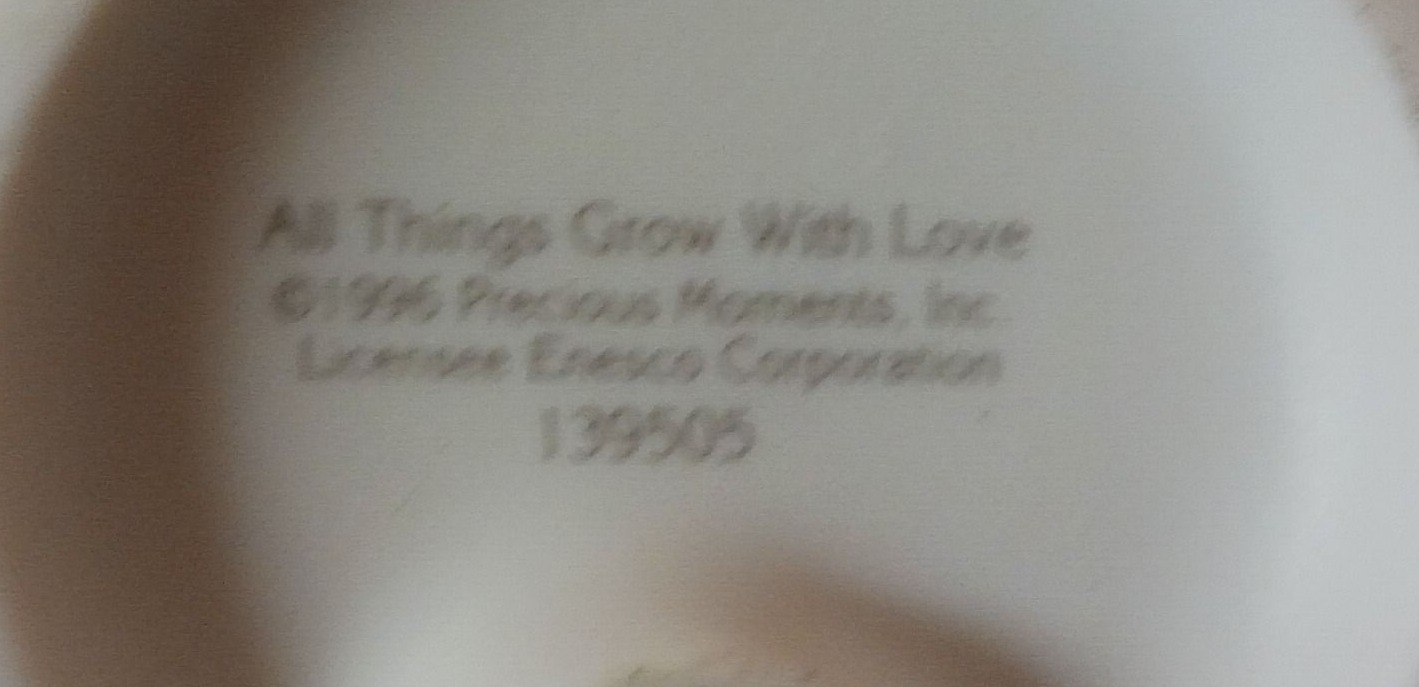 All Things Grow With Love
©1996 Precious Moments, Inc.
Licensee Enesco Corporation
139505